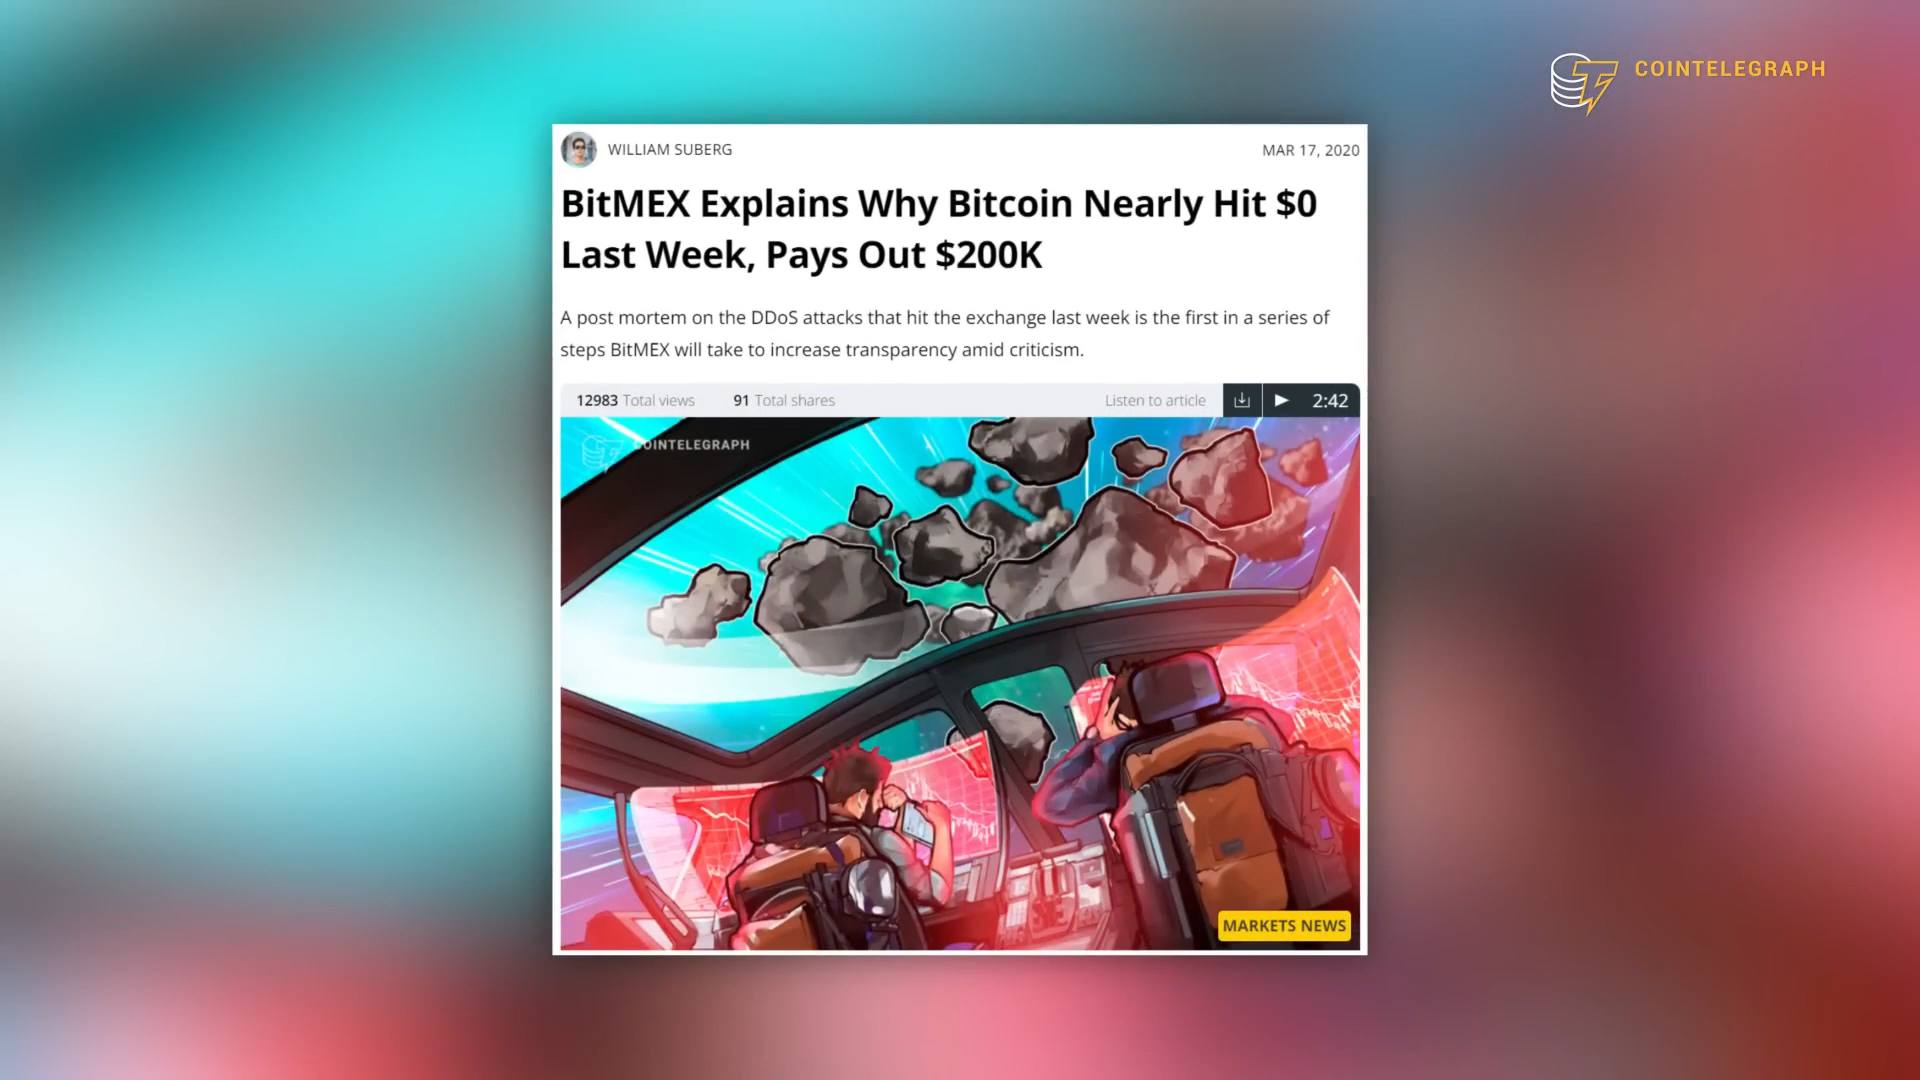 COINTELEGRAPH
WILLIAM SUBERG
MAR 17, 2020
BitMEX Explains Why Bitcoin Nearly Hit $0
Last Week, Pays Out $200K
A post mortem on the DDoS attacks that hit the exchange last week is the first in a series of
steps BitMEX will take to increase transparency amid criticism.
12983 Total views 91 Total shares Listen to article 2:42
COINTELEGRAPH
MARKETS NEWS